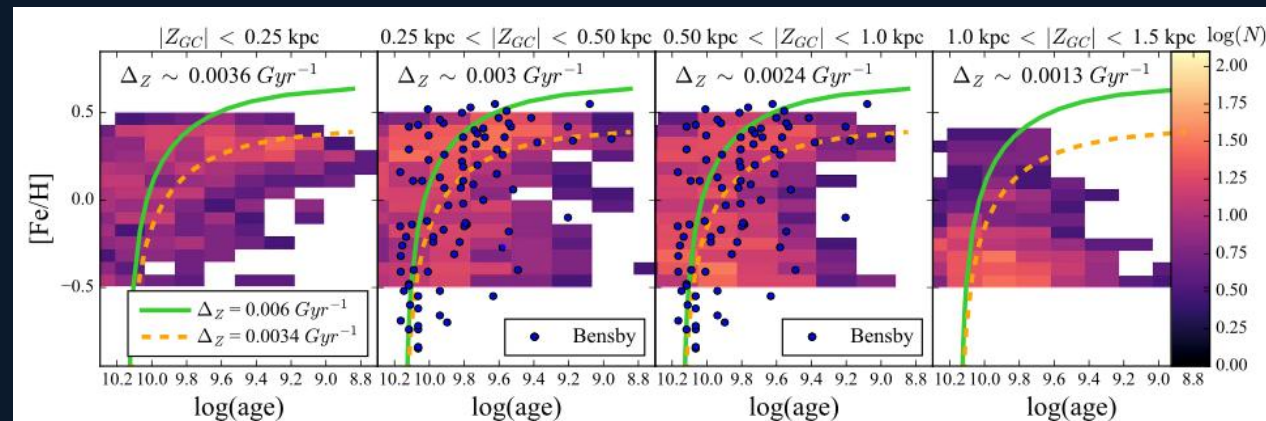 |Z_GC| < 0.25 kpc
0.25 kpc < |Z_GC| < 0.50 kpc
0.50 kpc < |Z_GC| < 1.0 kpc
1.0 kpc < |Z_GC| < 1.5 kpc
log(N)
Δ_Z ~ 0.0036 Gyr⁻¹
Δ_Z ~ 0.003 Gyr⁻¹
Δ_Z ~ 0.0024 Gyr⁻¹
Δ_Z ~ 0.0013 Gyr⁻¹
[Fe/H]
0.5
0.0
−0.5
Δ_Z = 0.006 Gyr⁻¹
Δ_Z = 0.0034 Gyr⁻¹
Bensby
Bensby
2.00
1.75
1.50
1.25
1.00
0.75
0.50
0.25
0.00
10.2 10.0 9.8 9.6 9.4 9.2 9.0
10.2 10.0 9.8 9.6 9.4 9.2 9.0
10.2 10.0 9.8 9.6 9.4 9.2 9.0
10.2 10.0 9.8 9.6 9.4 9.2 9.0 8.8
log(age)
log(age)
log(age)
log(age)